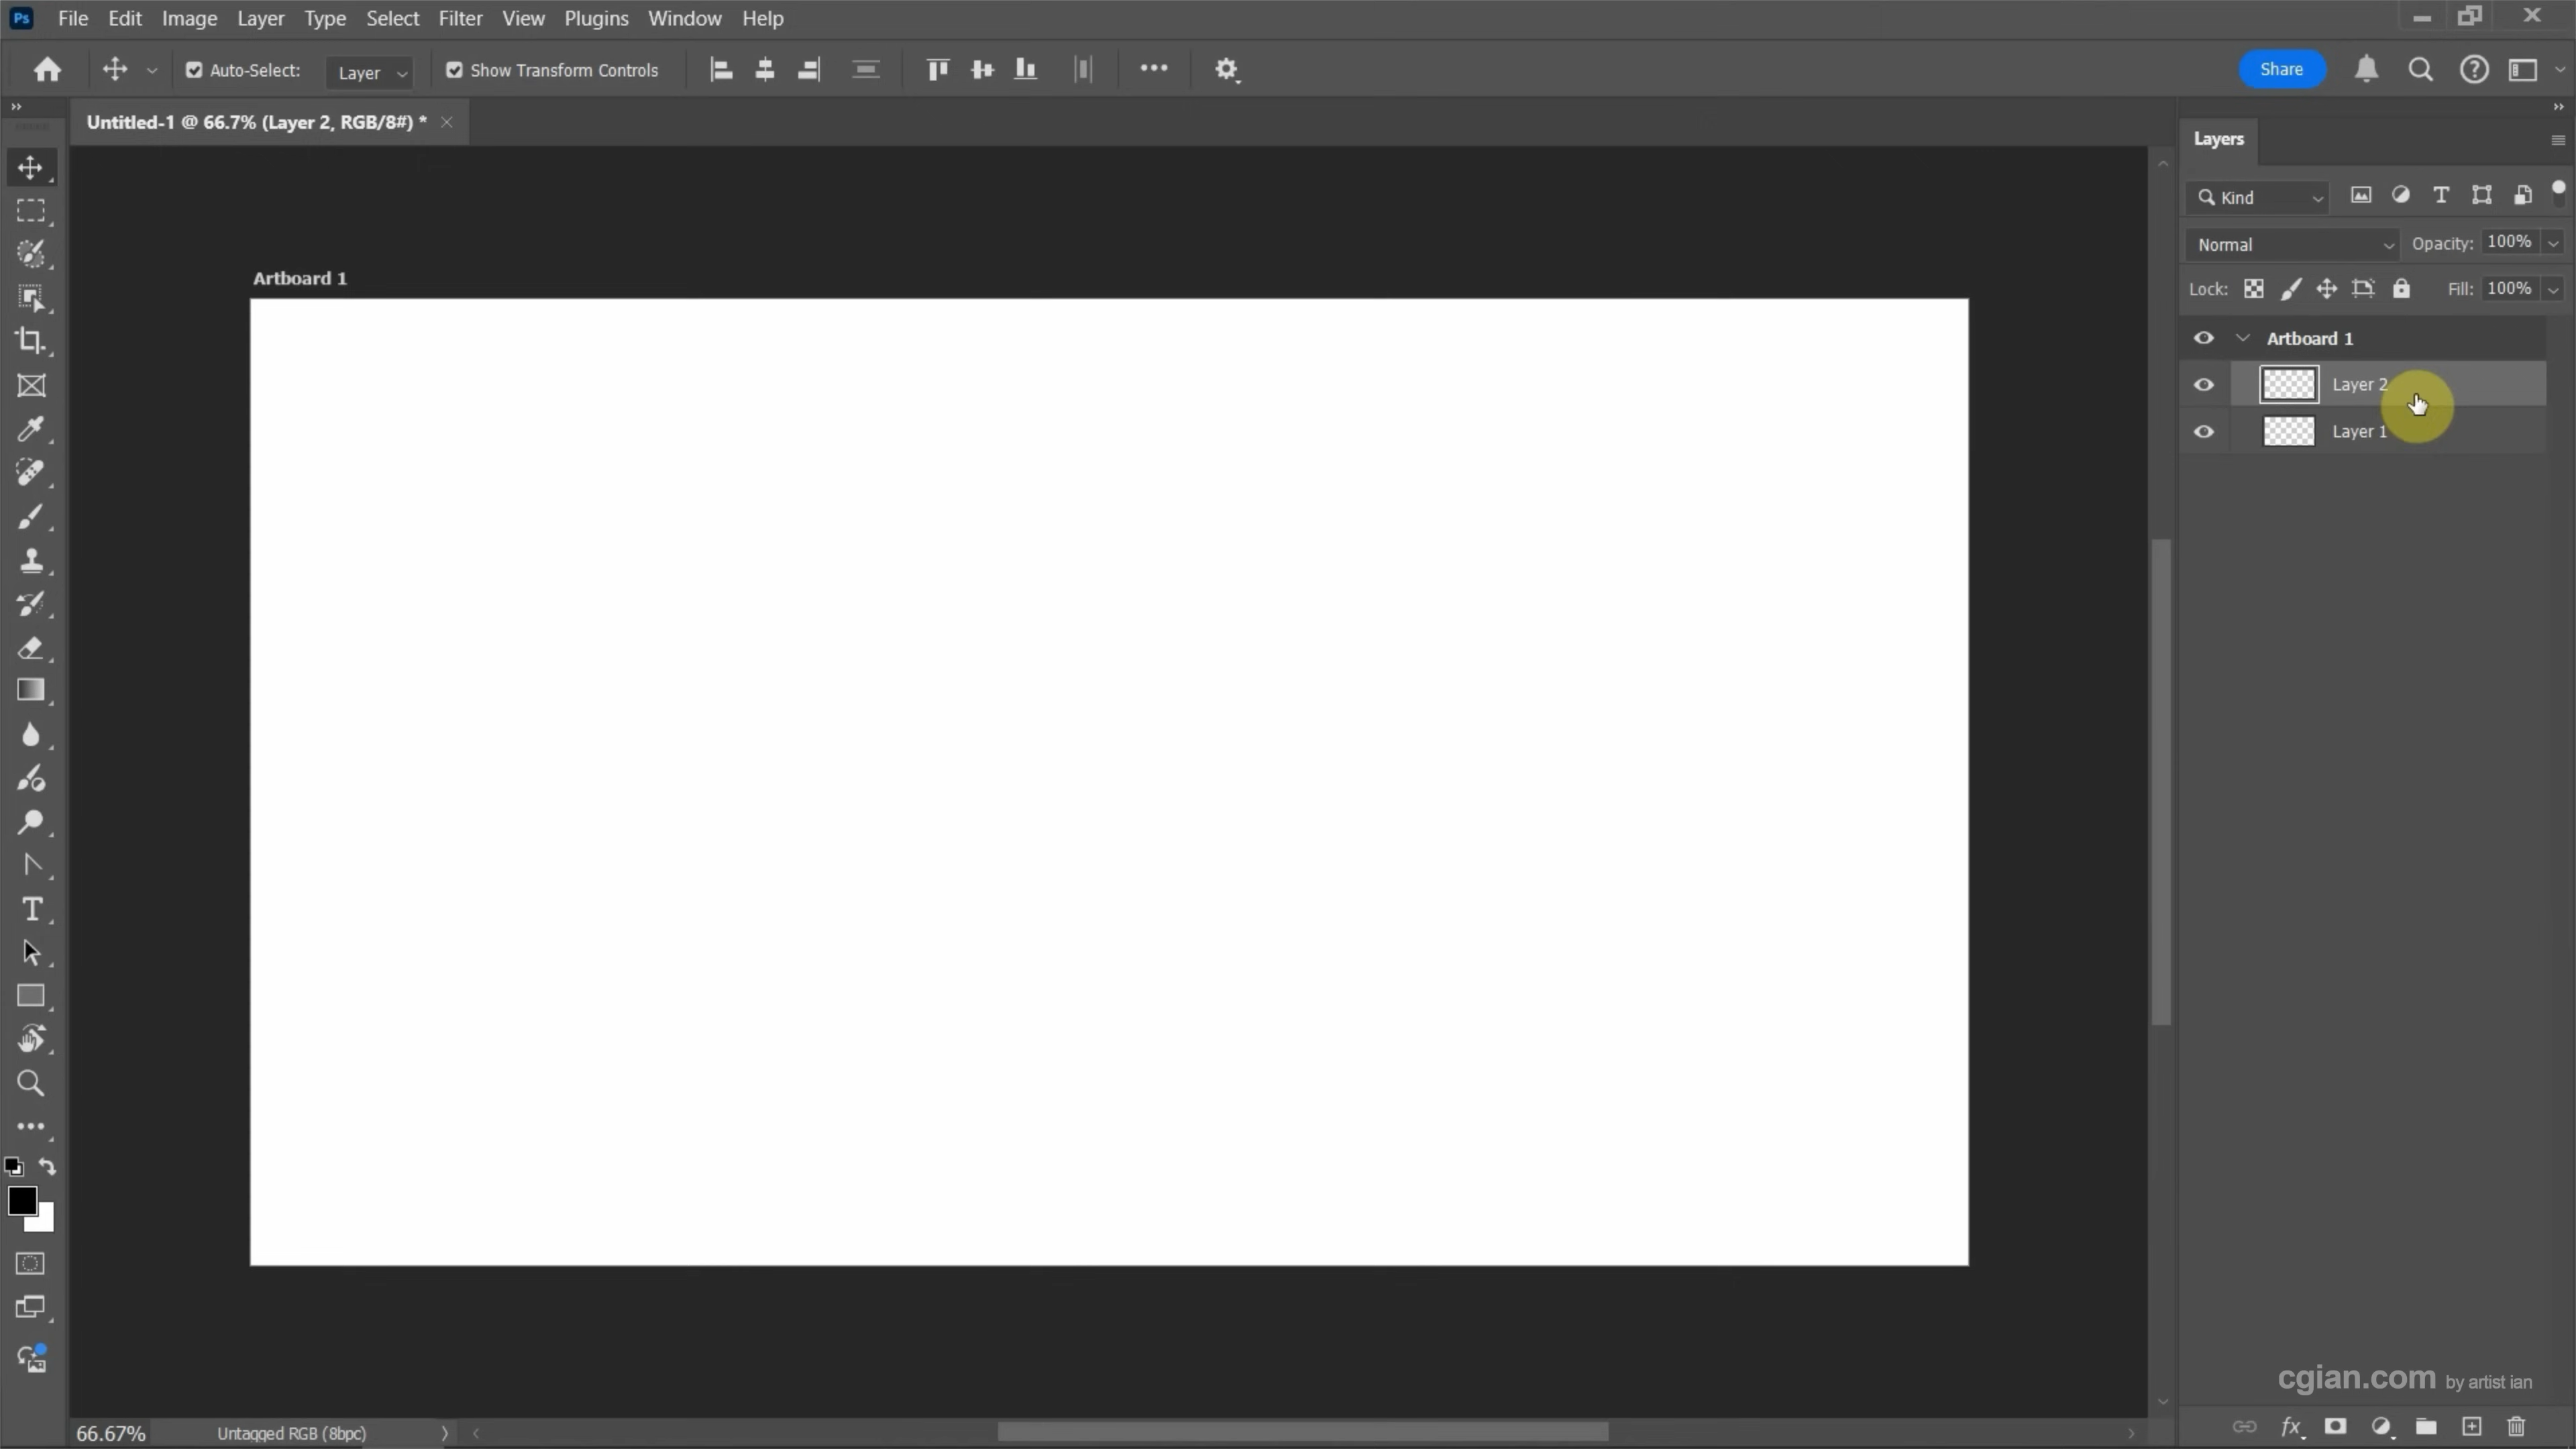 Ps File Edit Image Layer Type Select Filter View Plugins Window Help
Auto-Select: Layer Show Transform Controls Share
Untitled-1 @ 66.7% (Layer 2, RGB/8#) *
Layers
Kind
Normal Opacity: 100%
Lock: Fill: 100%
Artboard 1
Artboard 1
Layer 2
Layer 1
cgian.com by artist ian
66.67% Untagged RGB (8bpc)
fx